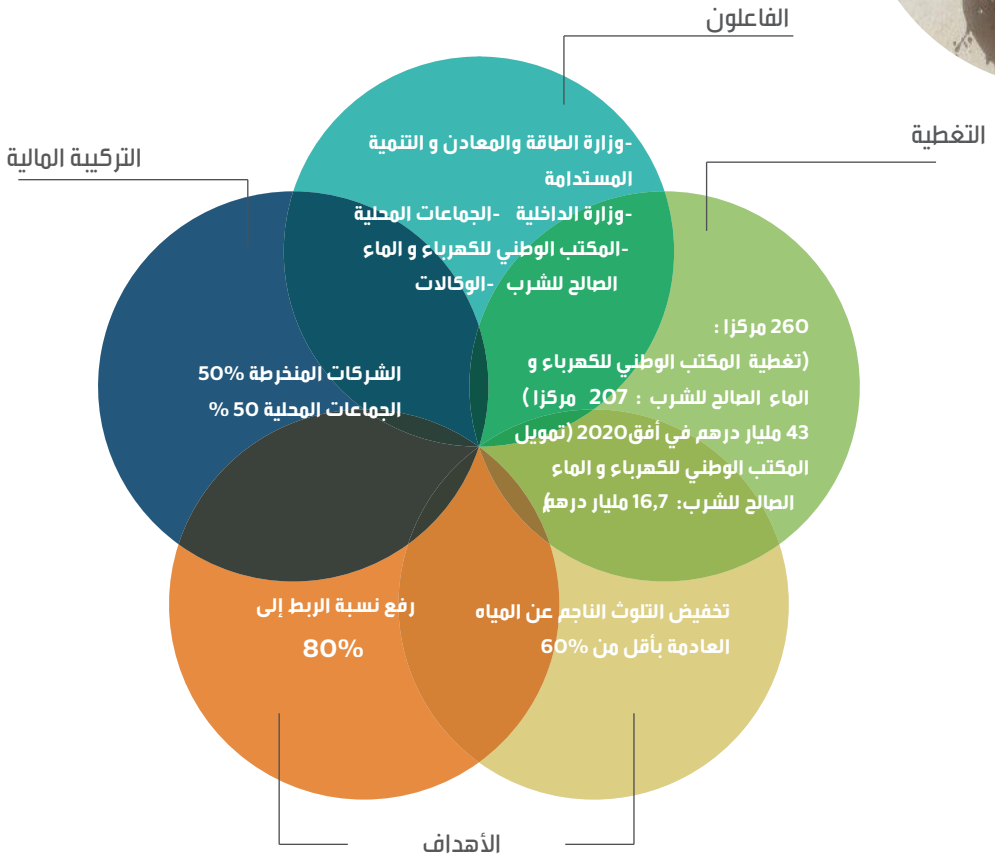 الفاعلون
-وزارة الطاقة والمعادن و التنمية
المستدامة
-وزارة الداخلية -الجماعات المحلية
-المكتب الوطني للكهرباء و الماء
الصالح للشرب -الوكالات
التغطية
260 مركزا :
(تغطية المكتب الوطني للكهرباء و
الماء الصالح للشرب : 207 مركزا )
43 مليار درهم في أفق2020 (تمويل
المكتب الوطني للكهرباء و الماء
الصالح للشرب: 16,7 مليار درهم)
التركيبة المالية
الشركات المنخرطة 50%
الجماعات المحلية 50 %
تخفيض التلوث الناجم عن المياه
العادمة بأقل من 60%
رفع نسبة الربط إلى
80%
الأهداف